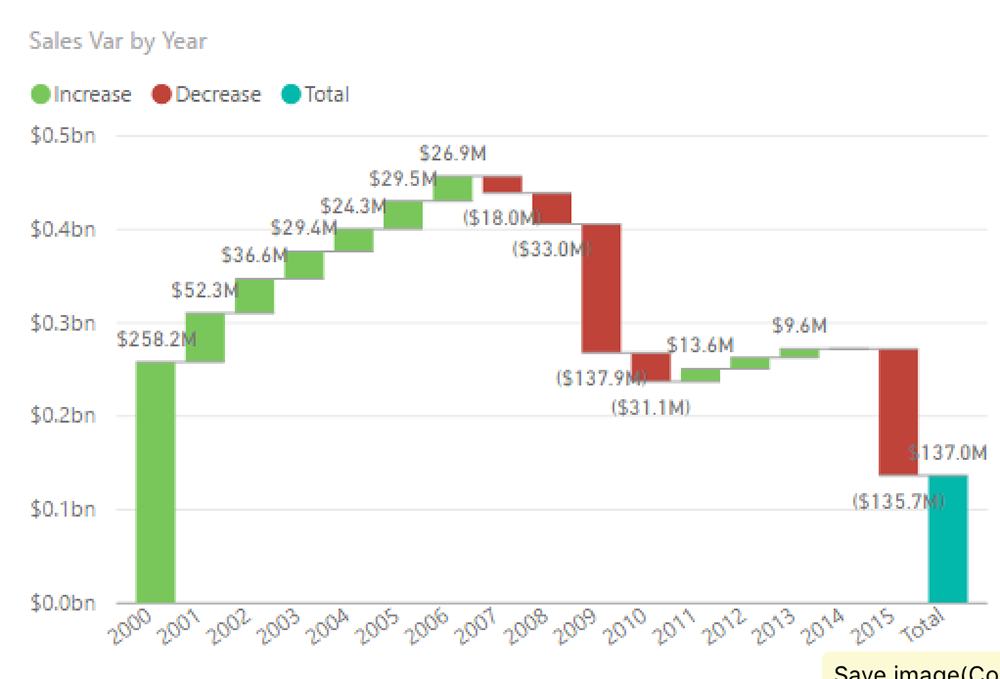 Sales Var by Year
Increase Decrease Total
$0.5bn
$0.4bn
$0.3bn
$0.2bn
$0.1bn
$0.0bn
$258.2M
$52.3M
$36.6M
$29.4M
$24.3M
$29.5M
$26.9M
($18.0M)
($33.0M)
($137.9M)
($31.1M)
$13.6M
$9.6M
($135.7M)
$137.0M
2000 2001 2002 2003 2004 2005 2006 2007 2008 2009 2010 2011 2012 2013 2014 2015 Total
Save image(Co